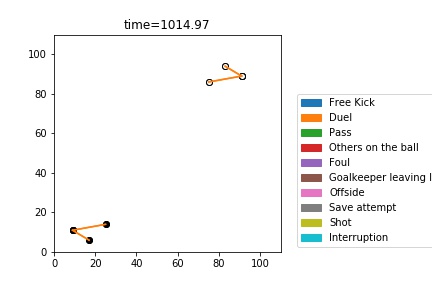 time=1014.97
100
80
60
40
20
0
0 20 40 60 80 100
Free Kick
Duel
Pass
Others on the ball
Foul
Goalkeeper leaving l
Offside
Save attempt
Shot
Interruption